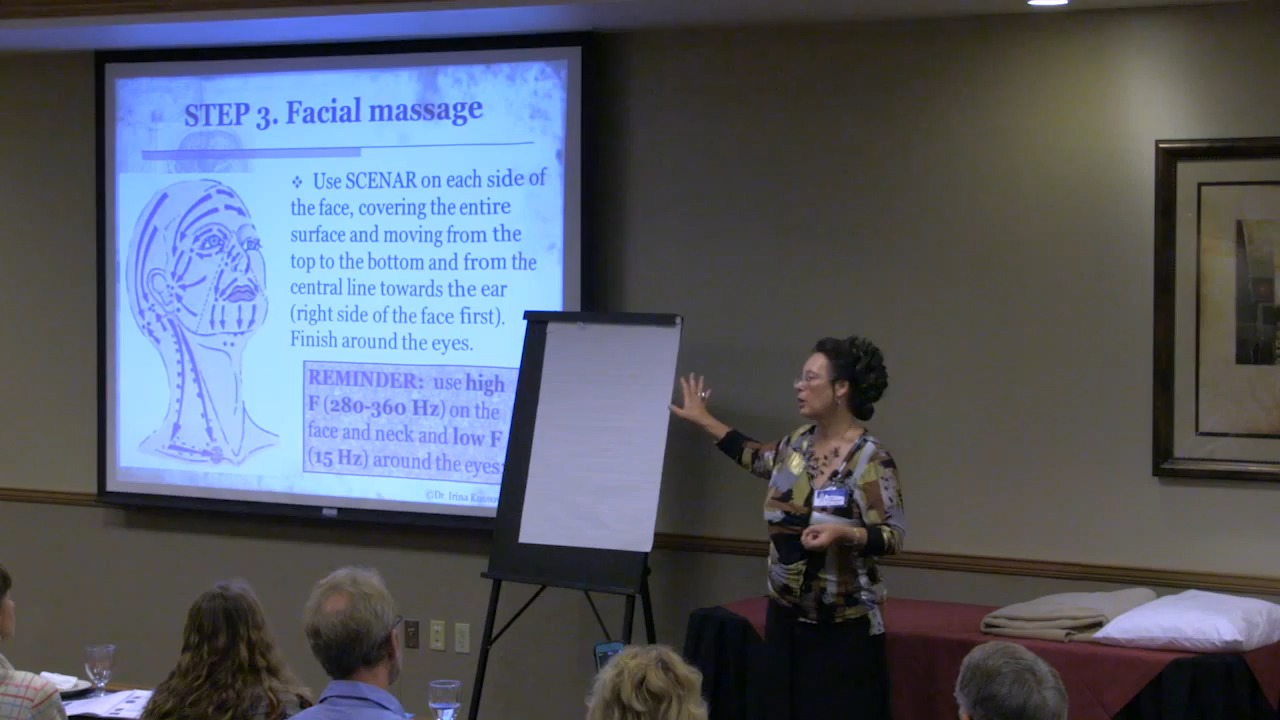 STEP 3. Facial massage
❖ Use SCENAR on each side of
the face, covering the entire
surface and moving from the
top to the bottom and from the
central line towards the ear
(right side of the face first).
Finish around the eyes.
REMINDER: use high
F (280-360 Hz) on the
face and neck and low F
(15 Hz) around the eyes
©Dr. Irina